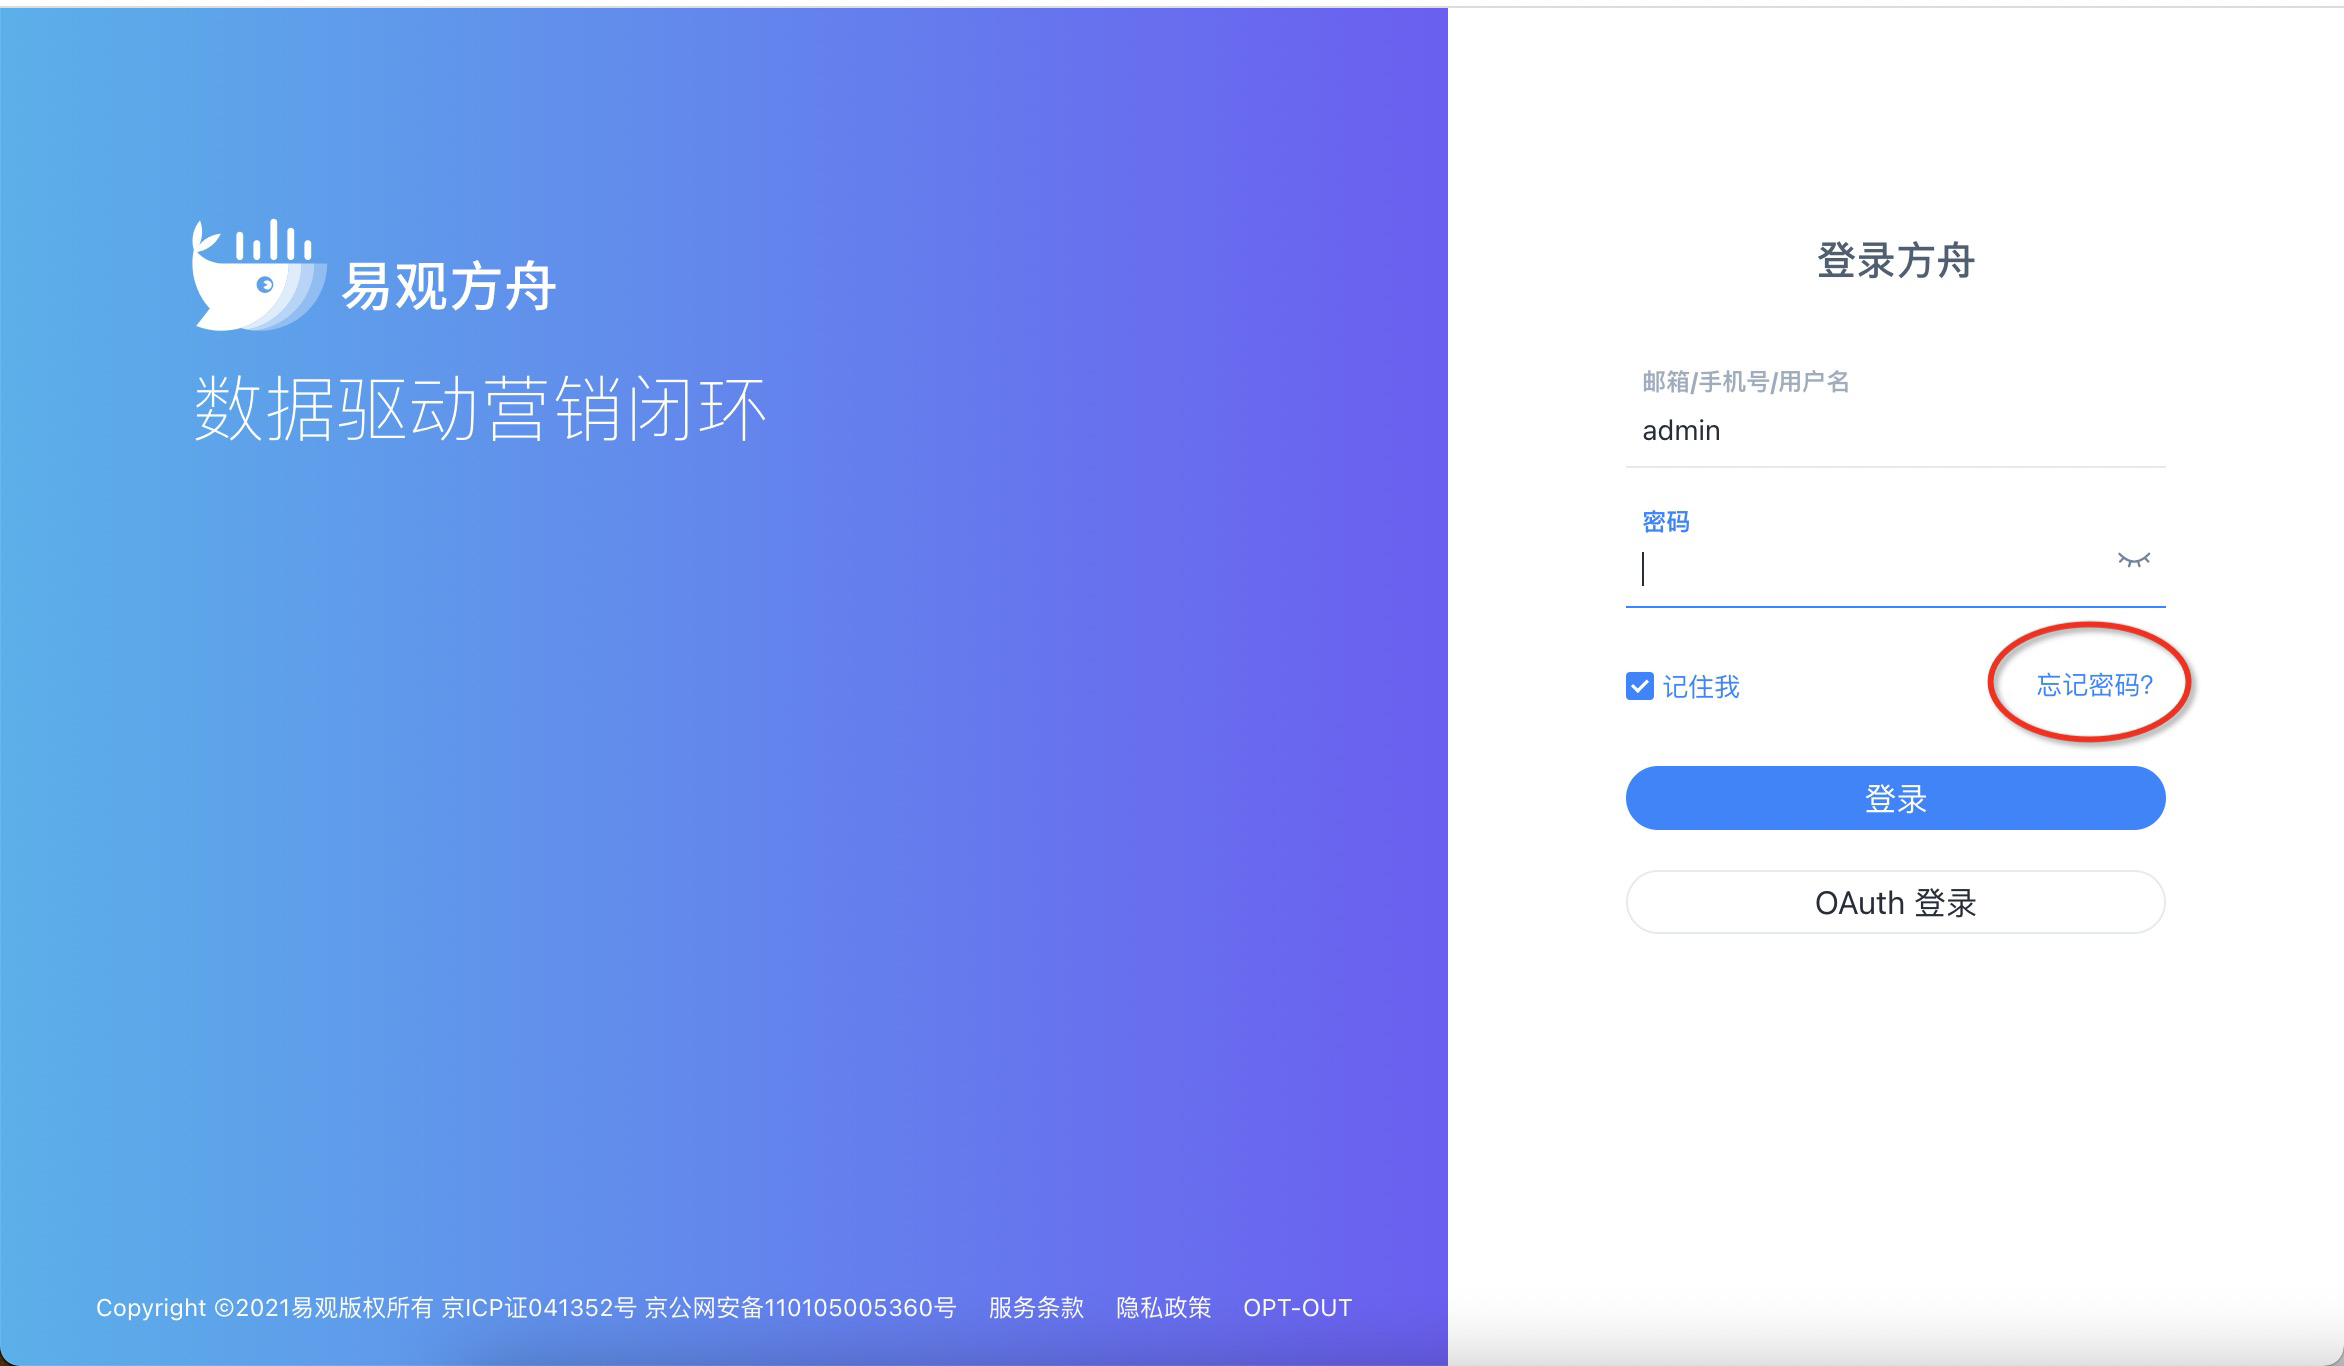 易观方舟
数据驱动营销闭环
登录方舟
邮箱/手机号/用户名
admin
密码
记住我
忘记密码?
登录
OAuth 登录
Copyright ©2021易观版权所有 京ICP证041352号 京公网安备110105005360号 服务条款 隐私政策 OPT-OUT